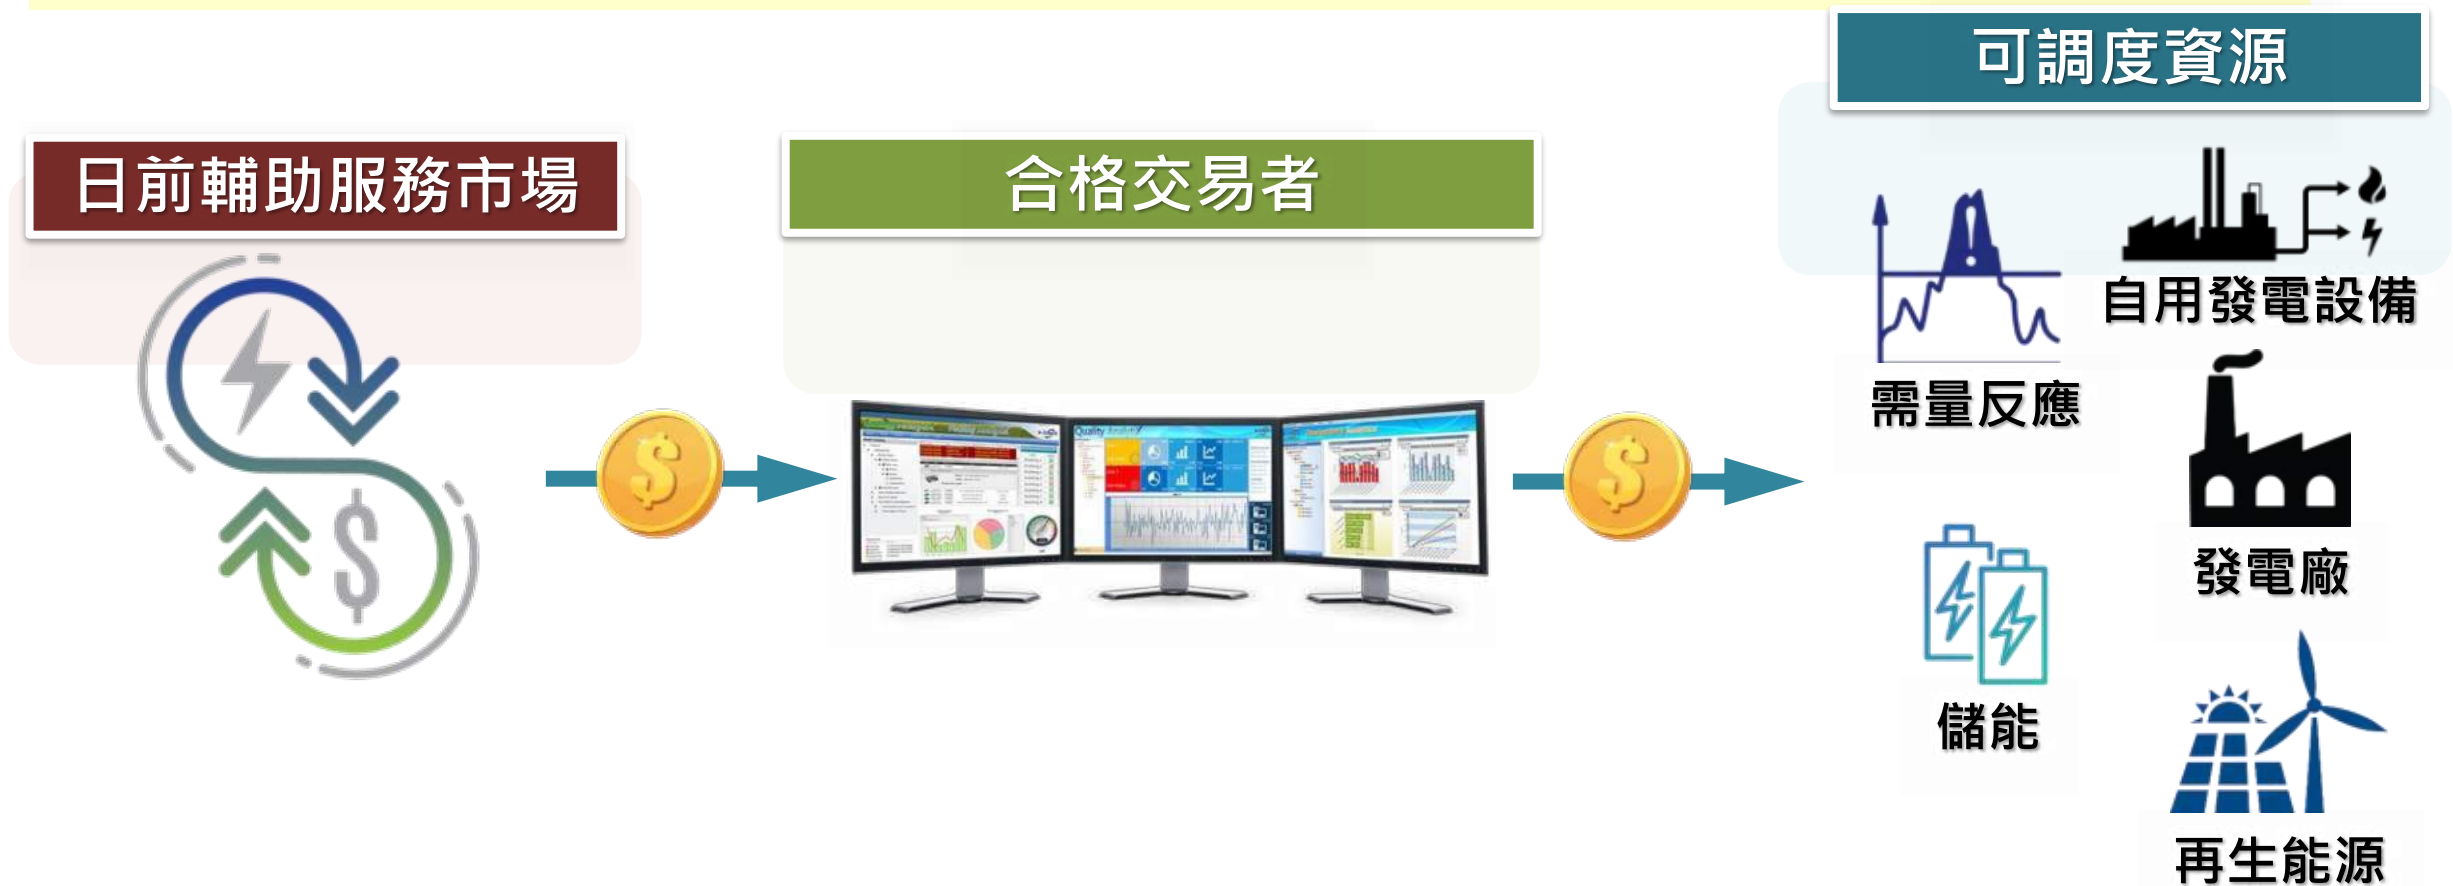 可調度資源
日前輔助服務市場
合格交易者
自用發電設備
需量反應
發電廠
儲能
再生能源
Quality
$
$
$